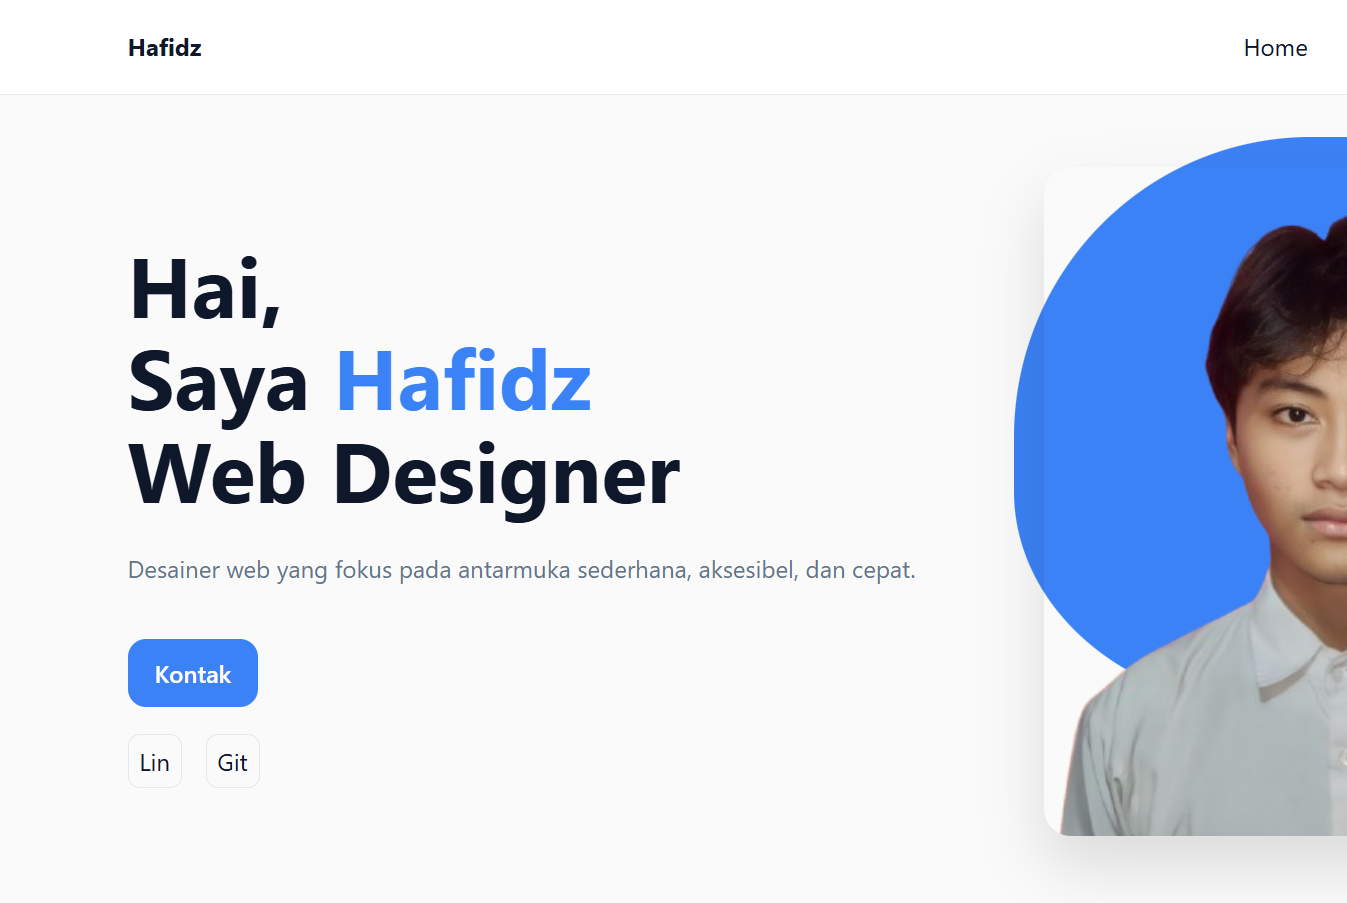 Hafidz
Home
Hai,
Saya Hafidz
Web Designer
Desainer web yang fokus pada antarmuka sederhana, aksesibel, dan cepat.
Kontak
Lin
Git